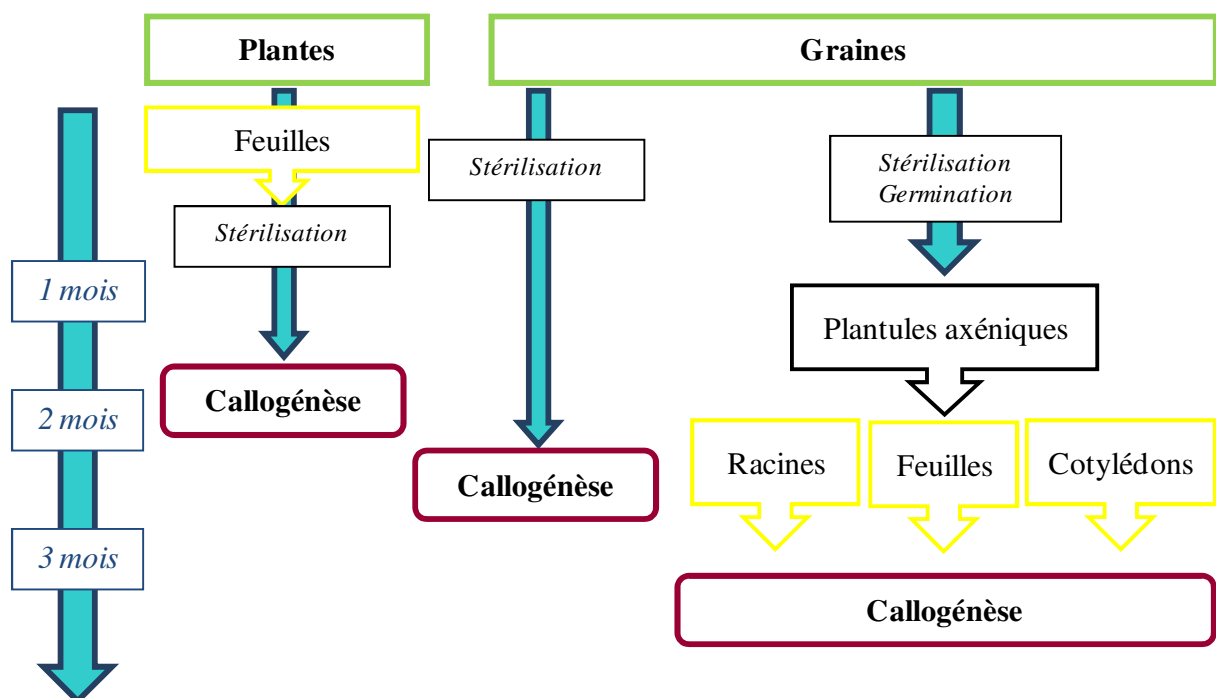 Plantes
Graines
Feuilles
Stérilisation
Stérilisation
Stérilisation
Germination
1 mois
2 mois
3 mois
Callogénèse
Callogénèse
Plantules axéniques
Racines
Feuilles
Cotylédons
Callogénèse